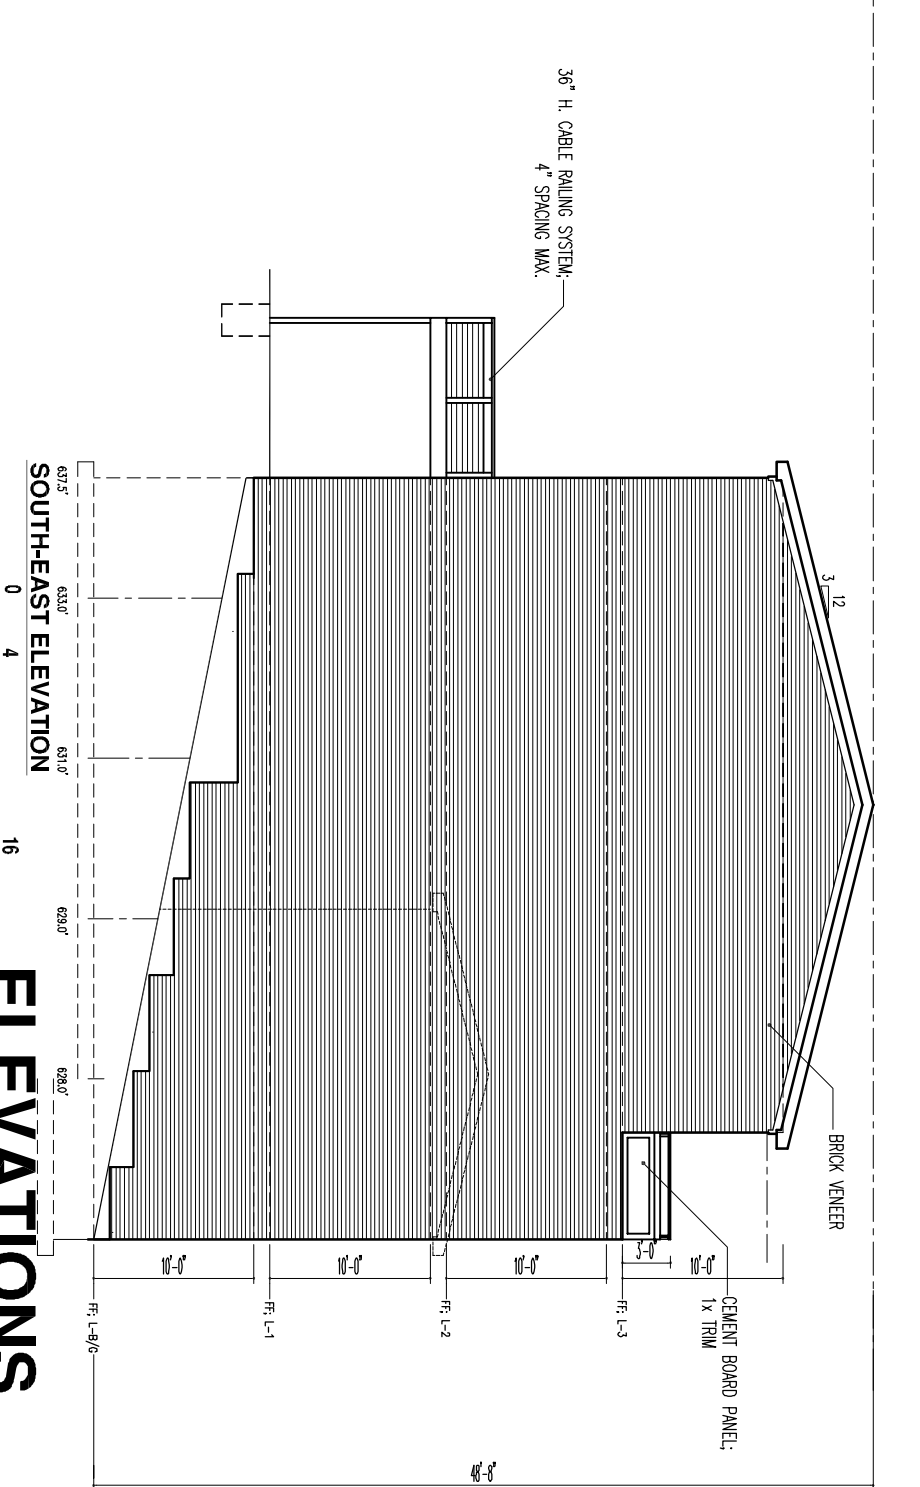 36" H. CABLE RAILING SYSTEM;
4" SPACING MAX.
3
12
BRICK VENEER
CEMENT BOARD PANEL;
1x TRIM
10'-0"
3'-0"
10'-0"
10'-0"
10'-0"
FF; L-3
FF; L-2
FF; L-1
FF; L-B/G
48'-8"
637.5'
633.0'
631.0'
629.0'
628.0'
SOUTH-EAST ELEVATION
0 4 16
ELEVATIONS